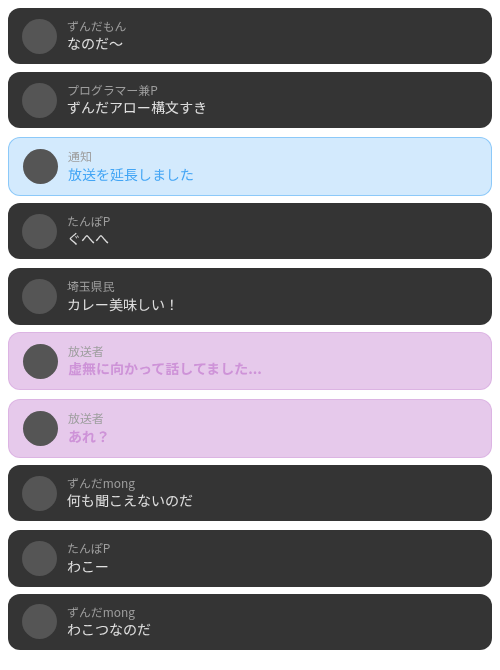 ずんだもん
なのだ〜
プログラマー兼P
ずんだアロー構文すき
通知
放送を延長しました
たんぽP
ぐへへ
埼玉県民
カレー美味しい！
放送者
虚無に向かって話してました...
放送者
あれ？
ずんだmong
何も聞こえないのだ
たんぽP
わこー
ずんだmong
わこつなのだ